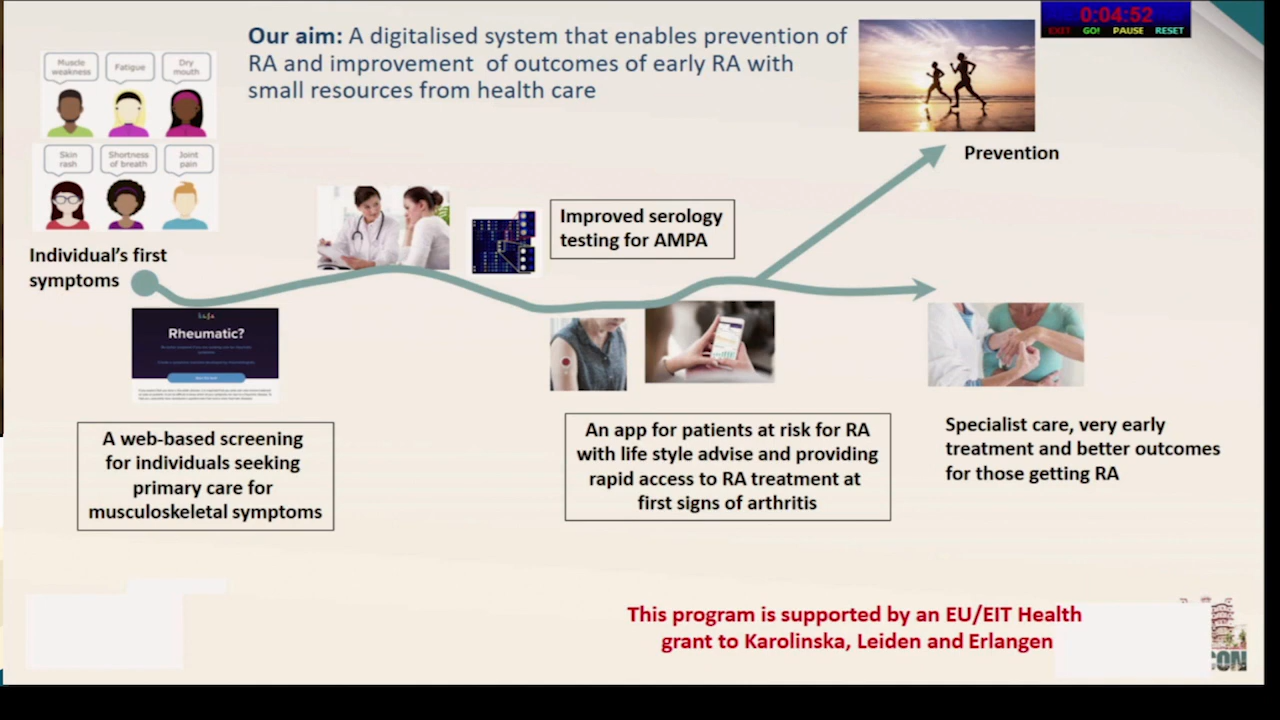 0:04:52
EXIT GO! PAUSE RESET
Our aim: A digitalised system that enables prevention of
RA and improvement of outcomes of early RA with
small resources from health care
Muscle
weakness
Fatigue
Dry
mouth
Skin
rash
Shortness
of breath
Joint
pain
Prevention
Improved serology
testing for AMPA
Individual's first
symptoms
Rheumatic?
A web-based screening
for individuals seeking
primary care for
musculoskeletal symptoms
An app for patients at risk for RA
with life style advise and providing
rapid access to RA treatment at
first signs of arthritis
Specialist care, very early
treatment and better outcomes
for those getting RA
This program is supported by an EU/EIT Health
grant to Karolinska, Leiden and Erlangen
CON